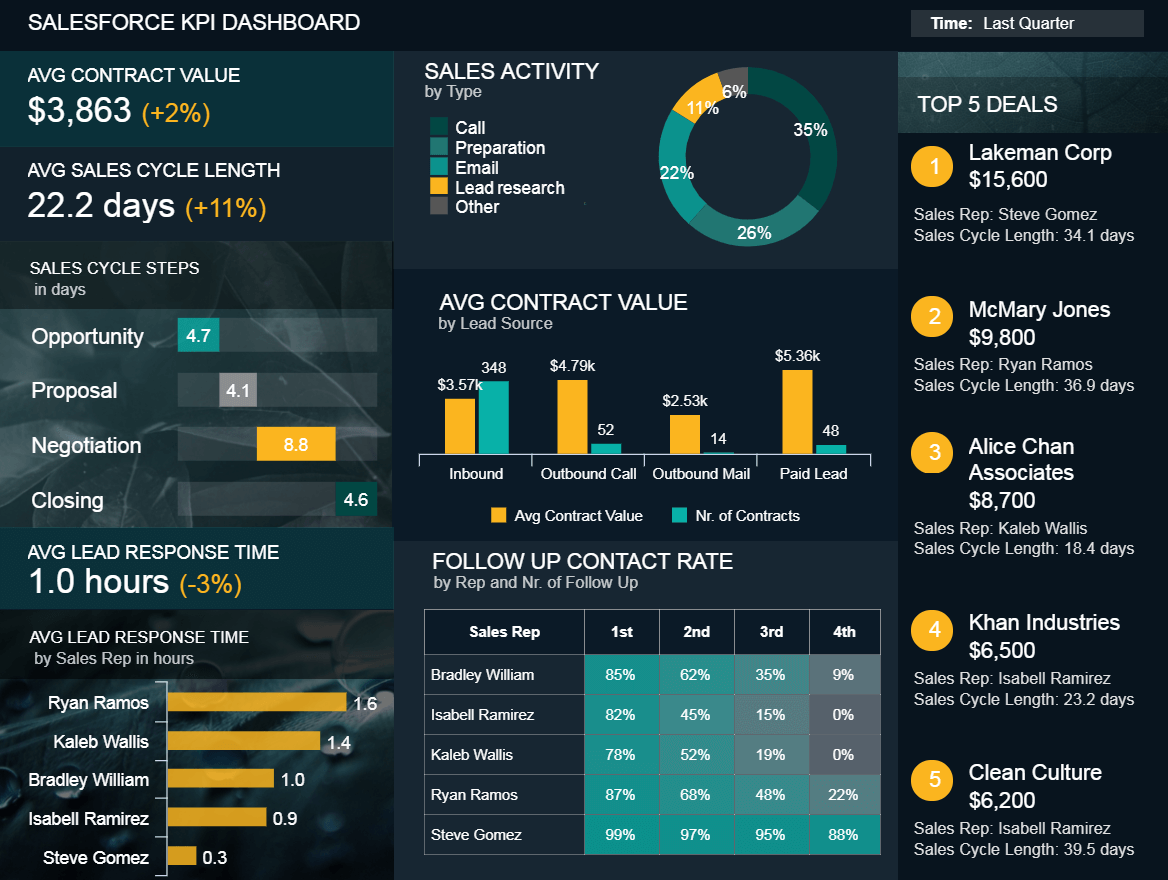 SALESFORCE KPI DASHBOARD
Time: Last Quarter
AVG CONTRACT VALUE
$3,863 (+2%)
AVG SALES CYCLE LENGTH
22.2 days (+11%)
SALES CYCLE STEPS
in days
Opportunity 4.7
Proposal 4.1
Negotiation 8.8
Closing 4.6
AVG LEAD RESPONSE TIME
1.0 hours (-3%)
AVG LEAD RESPONSE TIME
by Sales Rep in hours
Ryan Ramos 1.6
Kaleb Wallis 1.4
Bradley William 1.0
Isabell Ramirez 0.9
Steve Gomez 0.3
SALES ACTIVITY
by Type
Call
Preparation
Email
Lead research
Other
6%
11%
35%
22%
26%
AVG CONTRACT VALUE
by Lead Source
$3.57k 348 $4.79k 52 $2.53k 14 $5.36k 48
Inbound Outbound Call Outbound Mail Paid Lead
Avg Contract Value Nr. of Contracts
FOLLOW UP CONTACT RATE
by Rep and Nr. of Follow Up
Sales Rep 1st 2nd 3rd 4th
Bradley William 85% 62% 35% 9%
Isabell Ramirez 82% 45% 15% 0%
Kaleb Wallis 78% 52% 19% 0%
Ryan Ramos 87% 68% 48% 22%
Steve Gomez 99% 97% 95% 88%
TOP 5 DEALS
1 Lakeman Corp
$15,600
Sales Rep: Steve Gomez
Sales Cycle Length: 34.1 days
2 McMary Jones
$9,800
Sales Rep: Ryan Ramos
Sales Cycle Length: 36.9 days
3 Alice Chan
Associates
$8,700
Sales Rep: Kaleb Wallis
Sales Cycle Length: 18.4 days
4 Khan Industries
$6,500
Sales Rep: Isabell Ramirez
Sales Cycle Length: 23.2 days
5 Clean Culture
$6,200
Sales Rep: Isabell Ramirez
Sales Cycle Length: 39.5 days